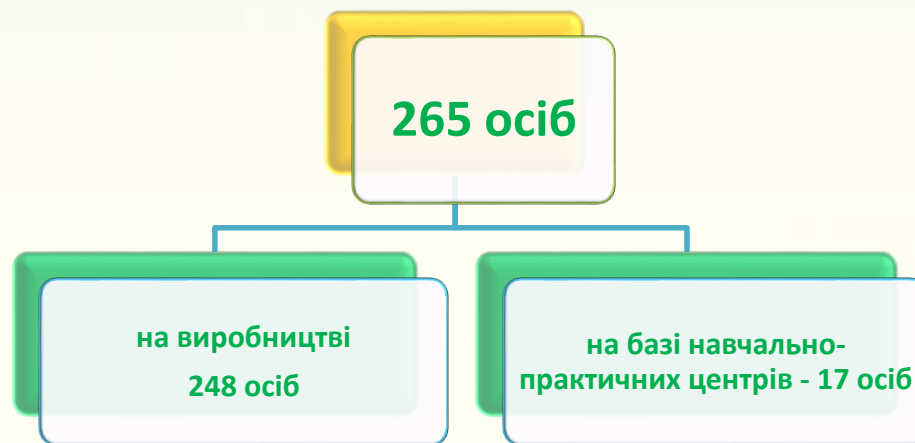 265 осіб
на виробництві
248 осіб
на базі навчально-
практичних центрів - 17 осіб